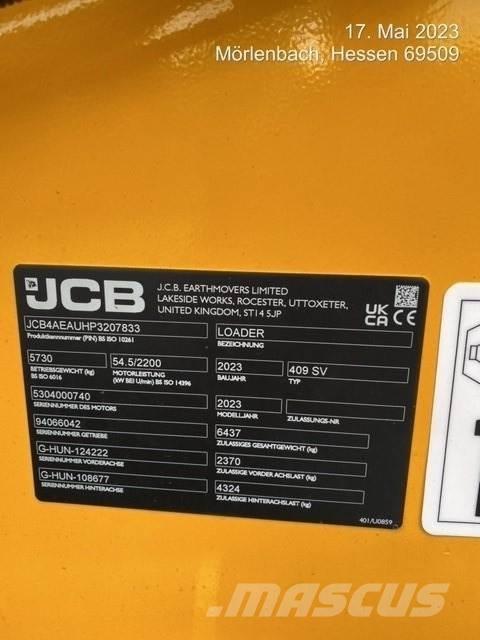 17. Mai 2023
Mörlenbach, Hessen 69509
JCB
J.C.B. EARTHMOVERS LIMITED
LAKESIDE WORKS, ROCESTER, UTTOXETER,
UNITED KINGDOM, ST14 5JP
UK
CA CE
JCB4AEAUHP3207833
Produktkennnummer (PIN) BS ISO 10261
LOADER
BEZEICHNUNG
5730
BETRIEBSGEWICHT (kg)
BS ISO 6016
54.5/2200
MOTORLEISTUNG
(kW BEI U/min) BS ISO 14396
2023
BAUJAHR
409 SV
TYP
5304000740
SERIENNUMMER DES MOTORS
2023
MODELLJAHR
ZULASSUNGS-NR.
94066042
SERIENNUMMER GETRIEBE
6437
ZULÄSSIGES GESAMTGEWICHT (kg)
G-HUN-124222
SERIENNUMMER VORDERACHSE
2370
ZULÄSSIGE VORDER ACHSLAST (kg)
G-HUN-108677
SERIENNUMMER HINTERACHSE
4324
ZULÄSSIGE HINTERACHSLAST (kg)
401/U0859
MASCUS